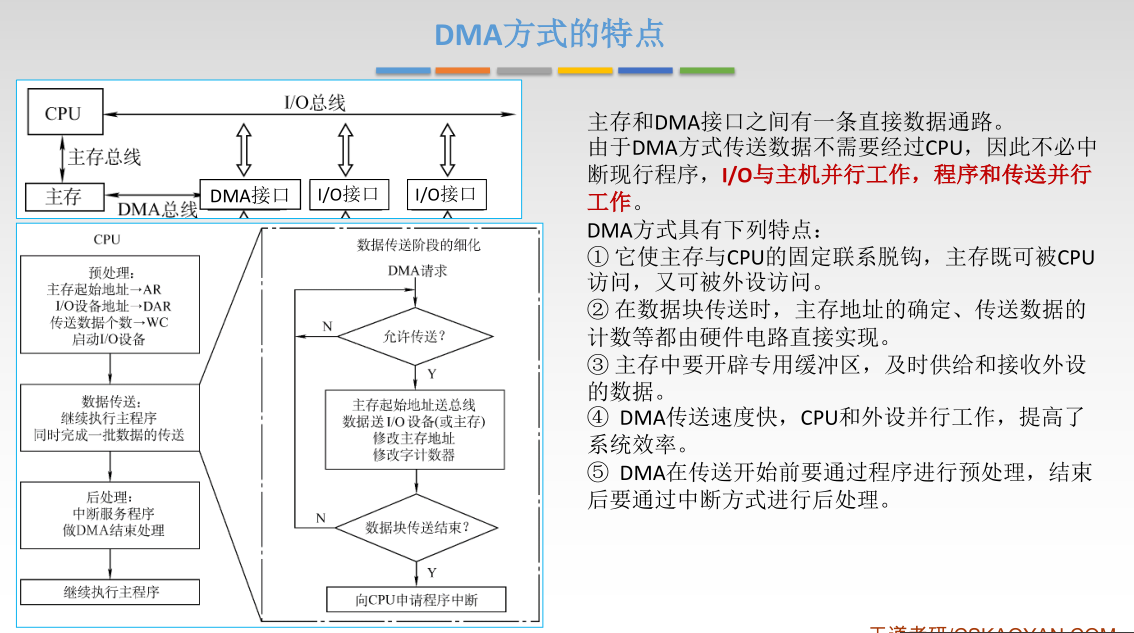 DMA方式的特点
CPU
I/O总线
主存总线
主存
DMA接口
I/O接口
I/O接口
DMA总线
CPU
预处理：
主存起始地址→AR
I/O设备地址→DAR
传送数据个数→WC
启动I/O设备
数据传送：
继续执行主程序
同时完成一批数据的传送
后处理：
中断服务程序
做DMA结束处理
继续执行主程序
数据传送阶段的细化
DMA请求
N
允许传送？
Y
主存起始地址送总线
数据送 I/O 设备(或主存)
修改主存地址
修改字计数器
N
数据块传送结束？
Y
向CPU申请程序中断
主存和DMA接口之间有一条直接数据通路。
由于DMA方式传送数据不需要经过CPU，因此不必中
断现行程序，I/O与主机并行工作，程序和传送并行
工作。
DMA方式具有下列特点：
① 它使主存与CPU的固定联系脱钩，主存既可被CPU
访问，又可被外设访问。
② 在数据块传送时，主存地址的确定、传送数据的
计数等都由硬件电路直接实现。
③ 主存中要开辟专用缓冲区，及时供给和接收外设
的数据。
④ DMA传送速度快，CPU和外设并行工作，提高了
系统效率。
⑤ DMA在传送开始前要通过程序进行预处理，结束
后要通过中断方式进行后处理。
王道考研/CSKAOYAN.COM